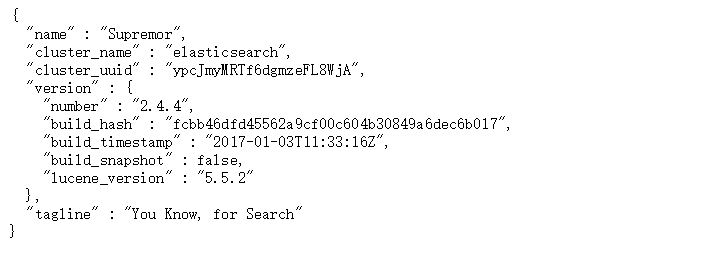 {
"name" : "Supremor",
"cluster_name" : "elasticsearch",
"cluster_uuid" : "ypcJmyMRTf6dgmzeFL8WjA",
"version" : {
"number" : "2.4.4",
"build_hash" : "fcbb46dfd45562a9cf00c604b30849a6dec6b017",
"build_timestamp" : "2017-01-03T11:33:16Z",
"build_snapshot" : false,
"lucene_version" : "5.5.2"
},
"tagline" : "You Know, for Search"
}